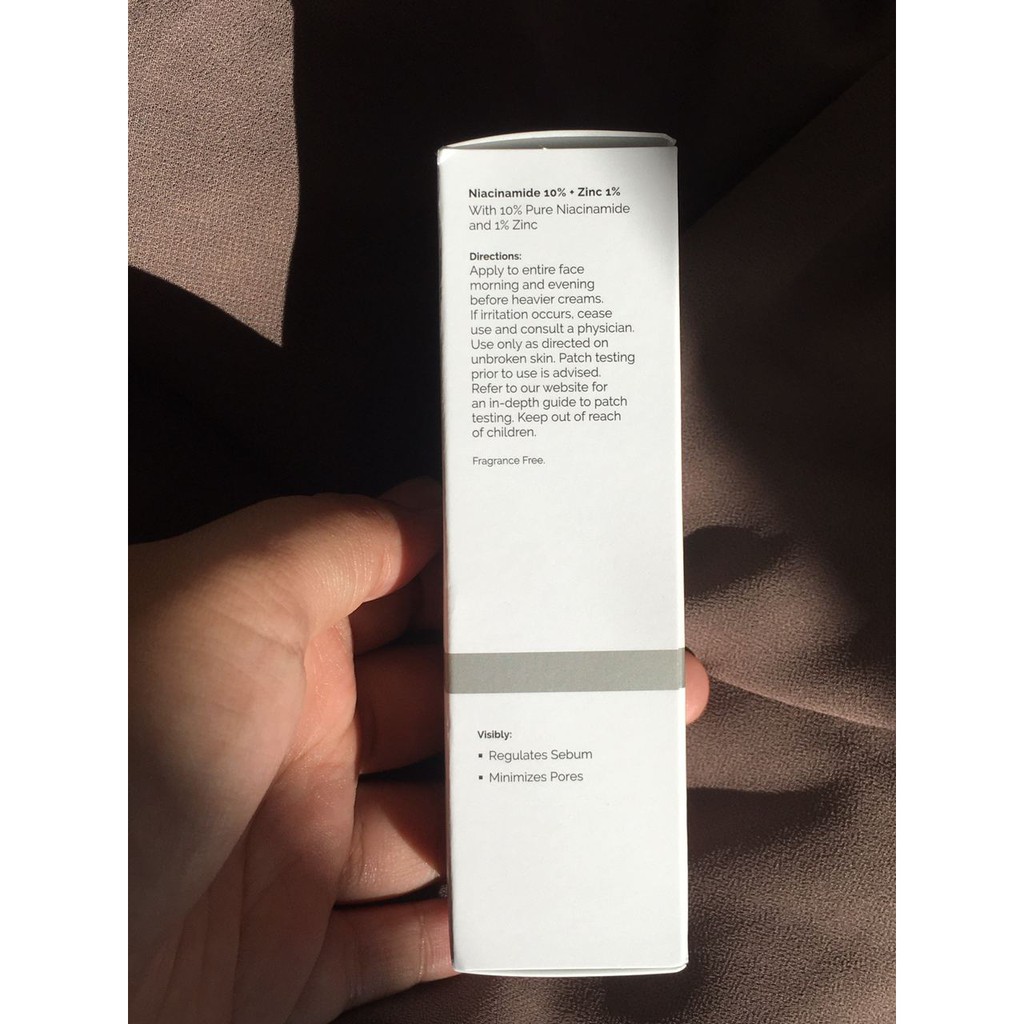 Niacinamide 10% + Zinc 1%
With 10% Pure Niacinamide
and 1% Zinc
Directions:
Apply to entire face
morning and evening
before heavier creams.
If irritation occurs, cease
use and consult a physician.
Use only as directed on
unbroken skin. Patch testing
prior to use is advised.
Refer to our website for
an in-depth guide to patch
testing. Keep out of reach
of children.
Fragrance Free.
Visibly:
▪ Regulates Sebum
▪ Minimizes Pores